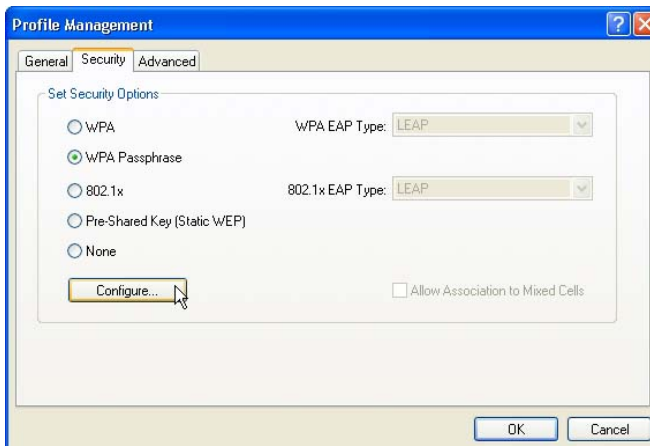 Profile Management
General Security Advanced
Set Security Options
WPA WPA EAP Type: LEAP
WPA Passphrase
802.1x 802.1x EAP Type: LEAP
Pre-Shared Key (Static WEP)
None
Configure... Allow Association to Mixed Cells
OK Cancel